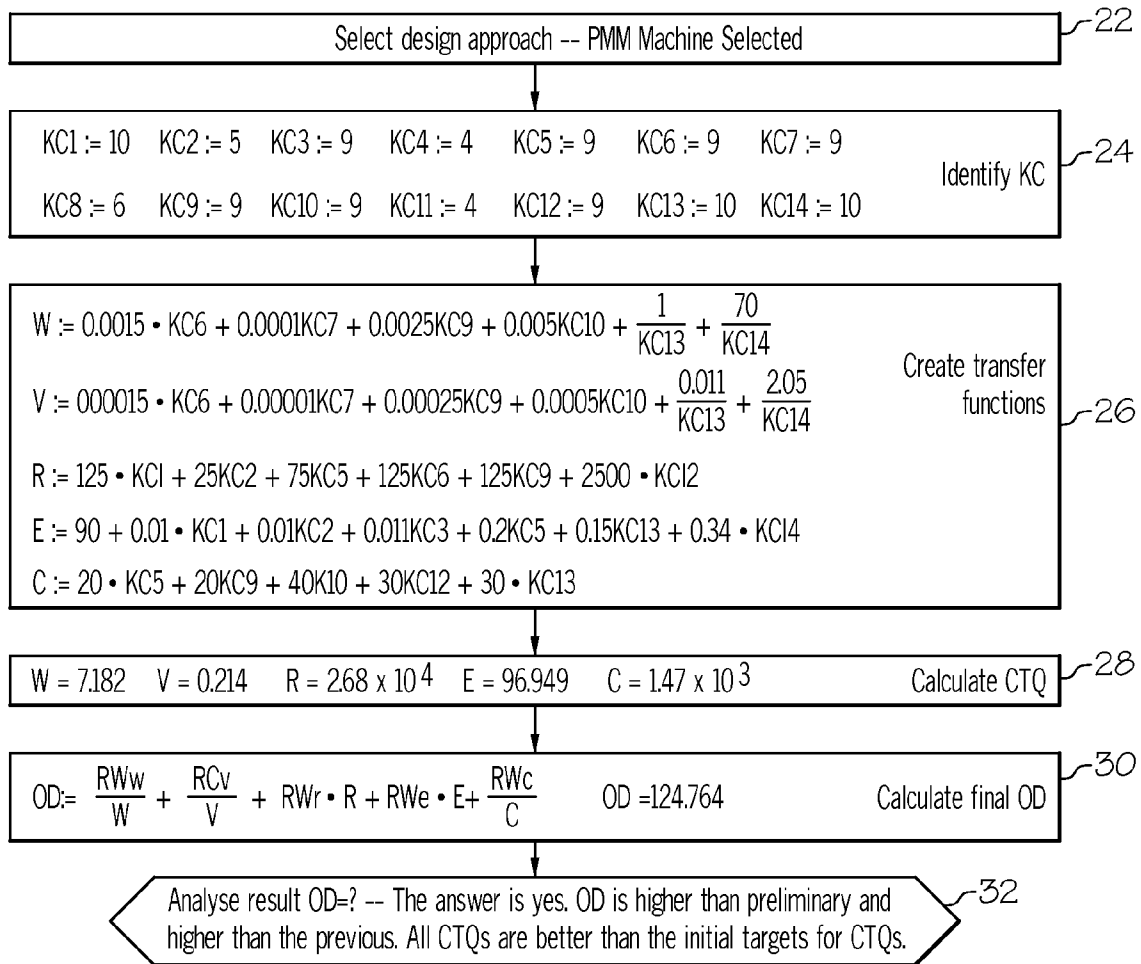 Select design approach -- PMM Machine Selected
22
KC1 := 10 KC2 := 5 KC3 := 9 KC4 := 4 KC5 := 9 KC6 := 9 KC7 := 9
KC8 := 6 KC9 := 9 KC10 := 9 KC11 := 4 KC12 := 9 KC13 := 10 KC14 := 10
Identify KC
24
W := 0.0015 • KC6 + 0.0001KC7 + 0.0025KC9 + 0.005KC10 + 1/KC13 + 70/KC14
V := 000015 • KC6 + 0.00001KC7 + 0.00025KC9 + 0.0005KC10 + 0.011/KC13 + 2.05/KC14
R := 125 • KCI + 25KC2 + 75KC5 + 125KC6 + 125KC9 + 2500 • KCI2
E := 90 + 0.01 • KC1 + 0.01KC2 + 0.011KC3 + 0.2KC5 + 0.15KC13 + 0.34 • KCI4
C := 20 • KC5 + 20KC9 + 40K10 + 30KC12 + 30 • KC13
Create transfer
functions
26
W = 7.182 V = 0.214 R = 2.68 x 10^4 E = 96.949 C = 1.47 x 10^3 Calculate CTQ
28
OD:= RWw/W + RCv/V + RWr • R + RWe • E+ RWc/C OD =124.764 Calculate final OD
30
Analyse result OD=? -- The answer is yes. OD is higher than preliminary and
higher than the previous. All CTQs are better than the initial targets for CTQs.
32